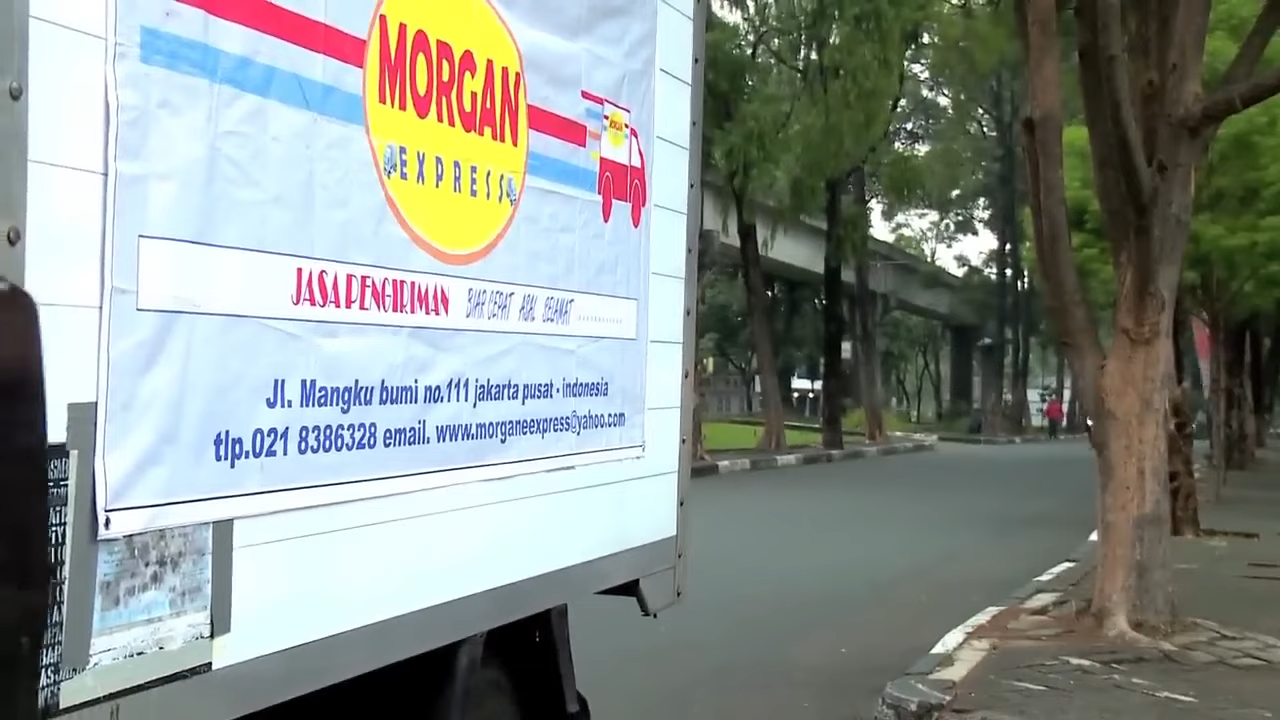 MORGAN
EXPRESS
JASA PENGIRIMAN BIAR CEPAT ASAL SELAMAT ............
Jl. Mangku bumi no.111 jakarta pusat - indonesia
tlp.021 8386328 email. www.morganeexpress@yahoo.com